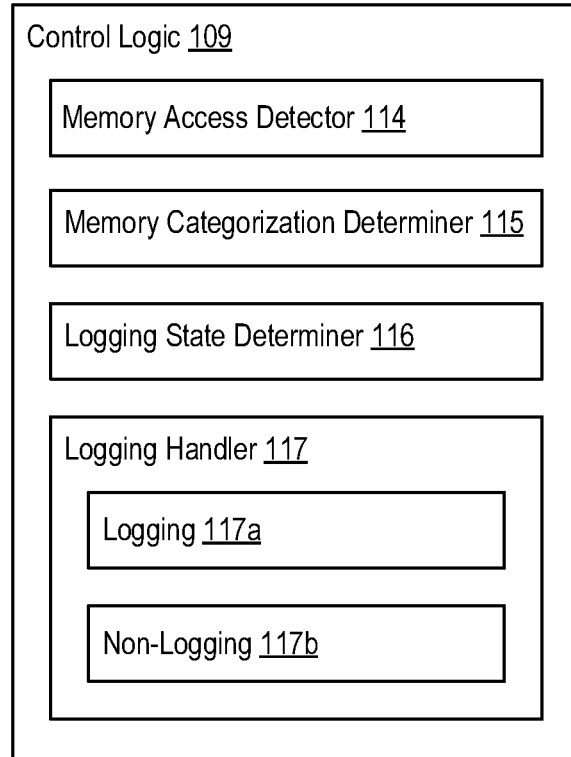 Control Logic 109
Memory Access Detector 114
Memory Categorization Determiner 115
Logging State Determiner 116
Logging Handler 117
Logging 117a
Non-Logging 117b